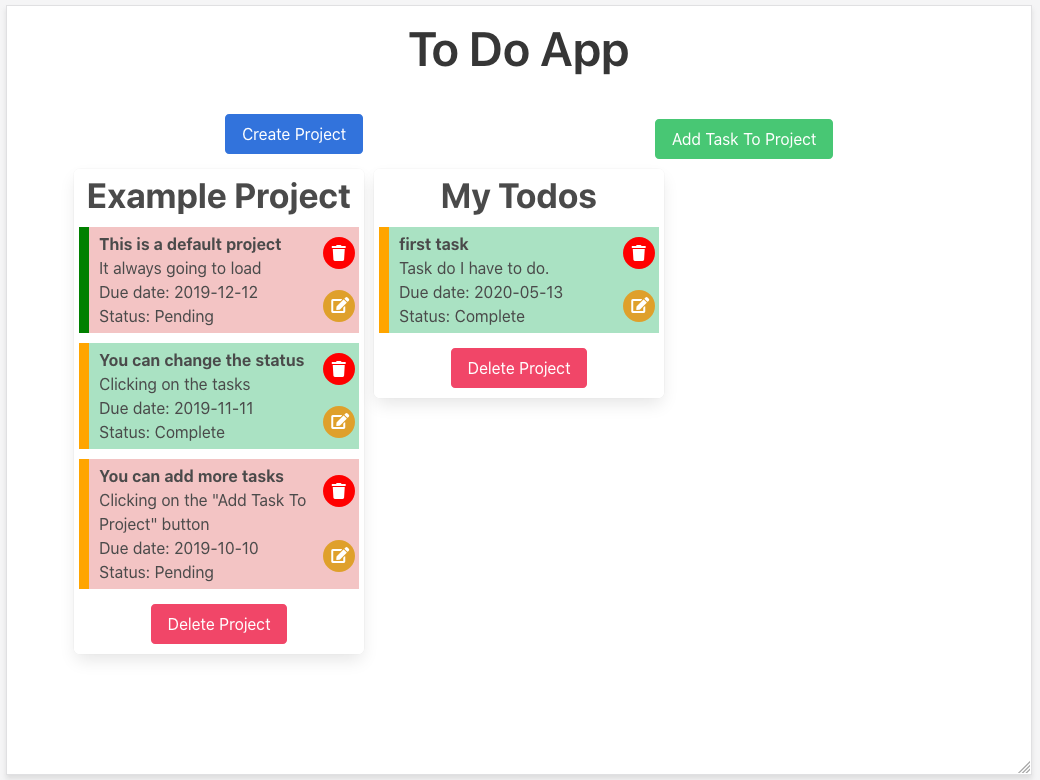 To Do App
Create Project
Add Task To Project
Example Project
This is a default project
It always going to load
Due date: 2019-12-12
Status: Pending
You can change the status
Clicking on the tasks
Due date: 2019-11-11
Status: Complete
You can add more tasks
Clicking on the "Add Task To
Project" button
Due date: 2019-10-10
Status: Pending
Delete Project
My Todos
first task
Task do I have to do.
Due date: 2020-05-13
Status: Complete
Delete Project